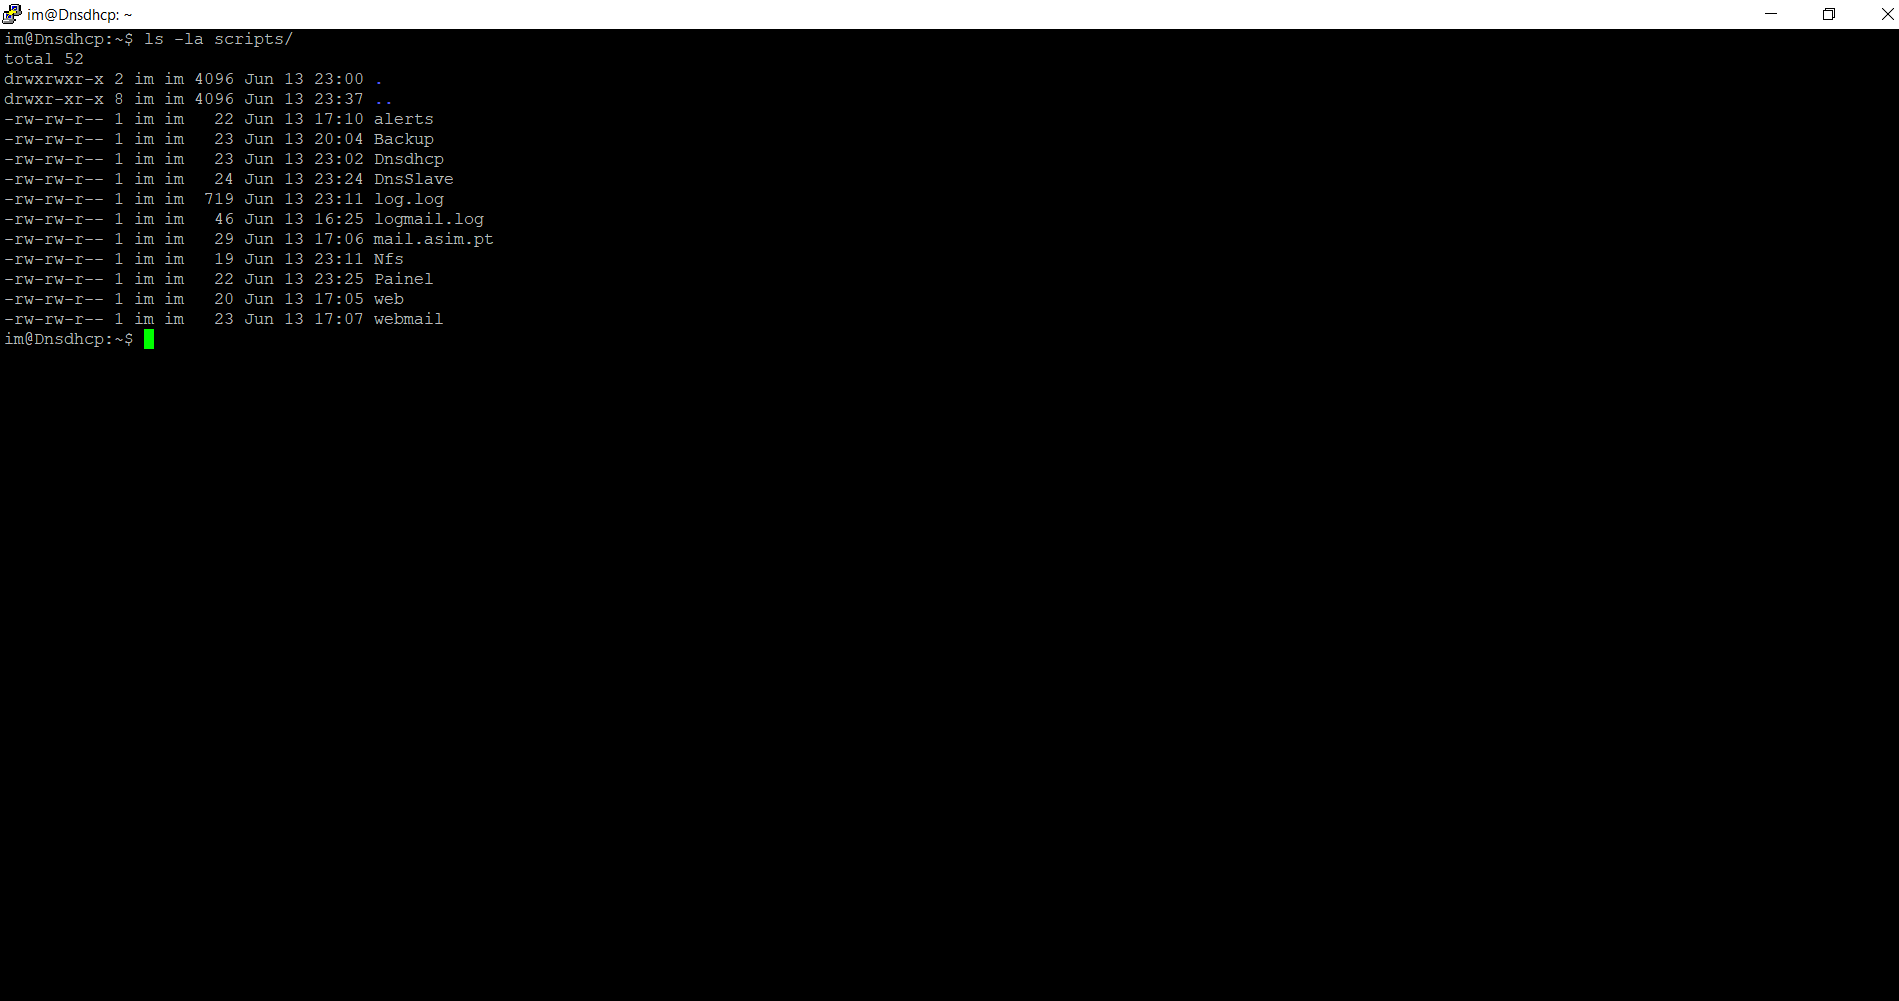 im@Dnsdhcp: ~
im@Dnsdhcp:~$ ls -la scripts/
total 52
drwxrwxr-x 2 im im 4096 Jun 13 23:00 .
drwxr-xr-x 8 im im 4096 Jun 13 23:37 ..
-rw-rw-r-- 1 im im   22 Jun 13 17:10 alerts
-rw-rw-r-- 1 im im   23 Jun 13 20:04 Backup
-rw-rw-r-- 1 im im   23 Jun 13 23:02 Dnsdhcp
-rw-rw-r-- 1 im im   24 Jun 13 23:24 DnsSlave
-rw-rw-r-- 1 im im  719 Jun 13 23:11 log.log
-rw-rw-r-- 1 im im   46 Jun 13 16:25 logmail.log
-rw-rw-r-- 1 im im   29 Jun 13 17:06 mail.asim.pt
-rw-rw-r-- 1 im im   19 Jun 13 23:11 Nfs
-rw-rw-r-- 1 im im   22 Jun 13 23:25 Painel
-rw-rw-r-- 1 im im   20 Jun 13 17:05 web
-rw-rw-r-- 1 im im   23 Jun 13 17:07 webmail
im@Dnsdhcp:~$